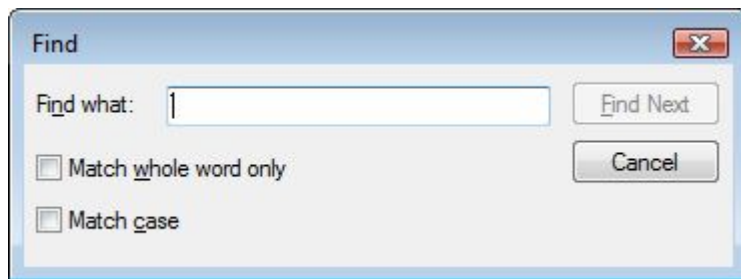 Find
Find what:
Find Next
Match whole word only
Cancel
Match case